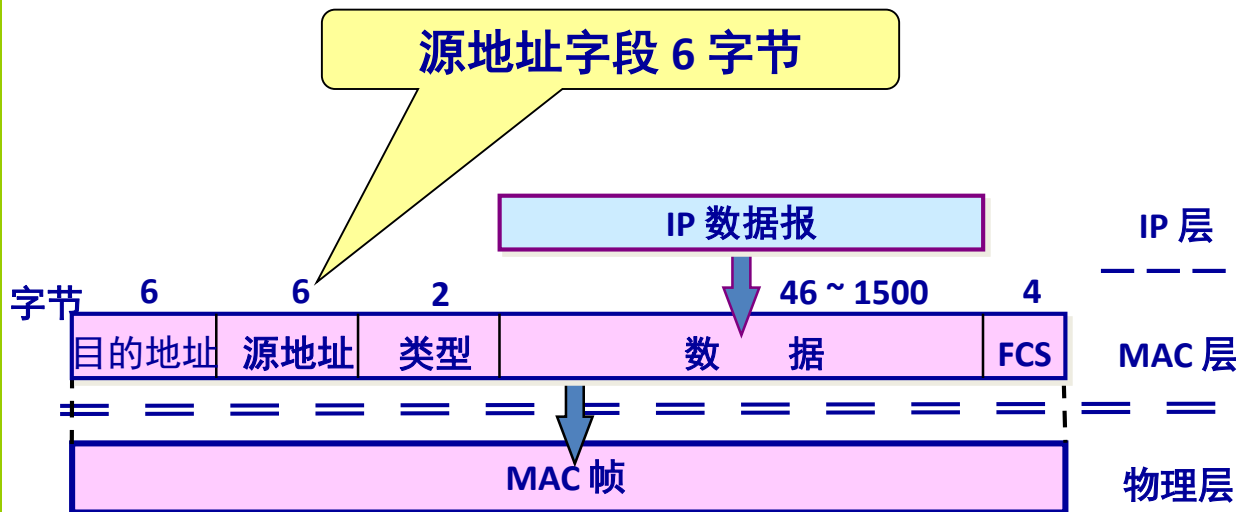 源地址字段 6 字节
IP 数据报
IP 层
字节 6 6 2 46 ~ 1500 4
目的地址 源地址 类型 数 据 FCS MAC 层
MAC 帧 物理层